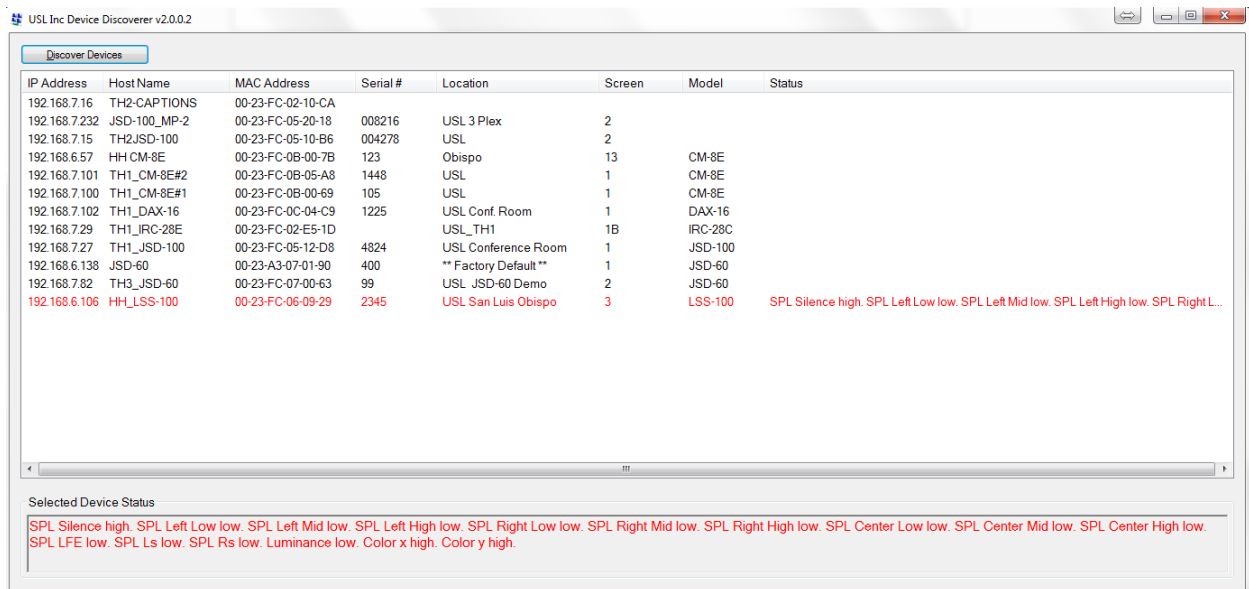 USL Inc Device Discoverer v2.0.0.2
Discover Devices
IP Address Host Name MAC Address Serial # Location Screen Model Status
192.168.7.16 TH2-CAPTIONS 00-23-FC-02-10-CA
192.168.7.232 JSD-100_MP-2 00-23-FC-05-20-18 008216 USL 3 Plex 2
192.168.7.15 TH2JSD-100 00-23-FC-05-10-B6 004278 USL 2
192.168.6.57 HH CM-8E 00-23-FC-0B-00-7B 123 Obispo 13 CM-8E
192.168.7.101 TH1_CM-8E#2 00-23-FC-0B-05-A8 1448 USL 1 CM-8E
192.168.7.100 TH1_CM-8E#1 00-23-FC-0B-00-69 105 USL 1 CM-8E
192.168.7.102 TH1_DAX-16 00-23-FC-0C-04-C9 1225 USL Conf. Room 1 DAX-16
192.168.7.29 TH1_IRC-28E 00-23-FC-02-E5-1D USL_TH1 1B IRC-28C
192.168.7.27 TH1_JSD-100 00-23-FC-05-12-D8 4824 USL Conference Room 1 JSD-100
192.168.6.138 JSD-60 00-23-A3-07-01-90 400 ** Factory Default ** 1 JSD-60
192.168.7.82 TH3_JSD-60 00-23-FC-07-00-63 99 USL JSD-60 Demo 2 JSD-60
192.168.6.106 HH_LSS-100 00-23-FC-06-09-29 2345 USL San Luis Obispo 3 LSS-100 SPL Silence high. SPL Left Low low. SPL Left Mid low. SPL Left High low. SPL Right L...
Selected Device Status
SPL Silence high. SPL Left Low low. SPL Left Mid low. SPL Left High low. SPL Right Low low. SPL Right Mid low. SPL Right High low. SPL Center Low low. SPL Center Mid low. SPL Center High low.
SPL LFE low. SPL Ls low. SPL Rs low. Luminance low. Color x high. Color y high.